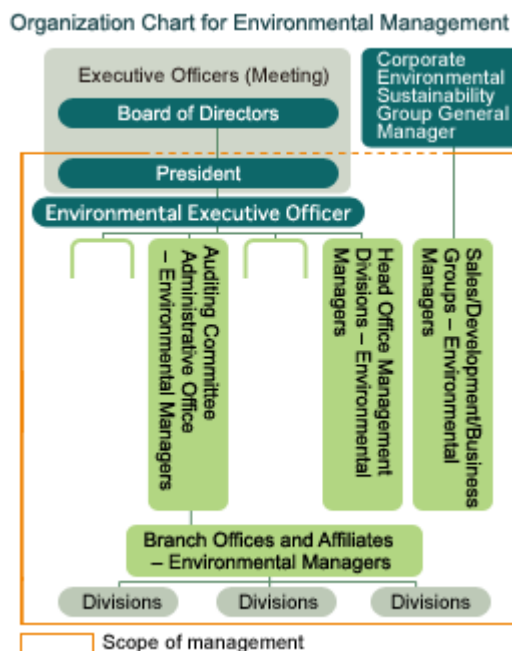 Organization Chart for Environmental Management
Executive Officers (Meeting)
Board of Directors
President
Environmental Executive Officer
Corporate
Environmental
Sustainability
Group General
Manager
Auditing Committee
Administrative Office
– Environmental Managers
Head Office Management
Divisions – Environmental
Managers
Sales/Development/Business
Groups – Environmental
Managers
Branch Offices and Affiliates
– Environmental Managers
Divisions
Divisions
Divisions
Scope of management